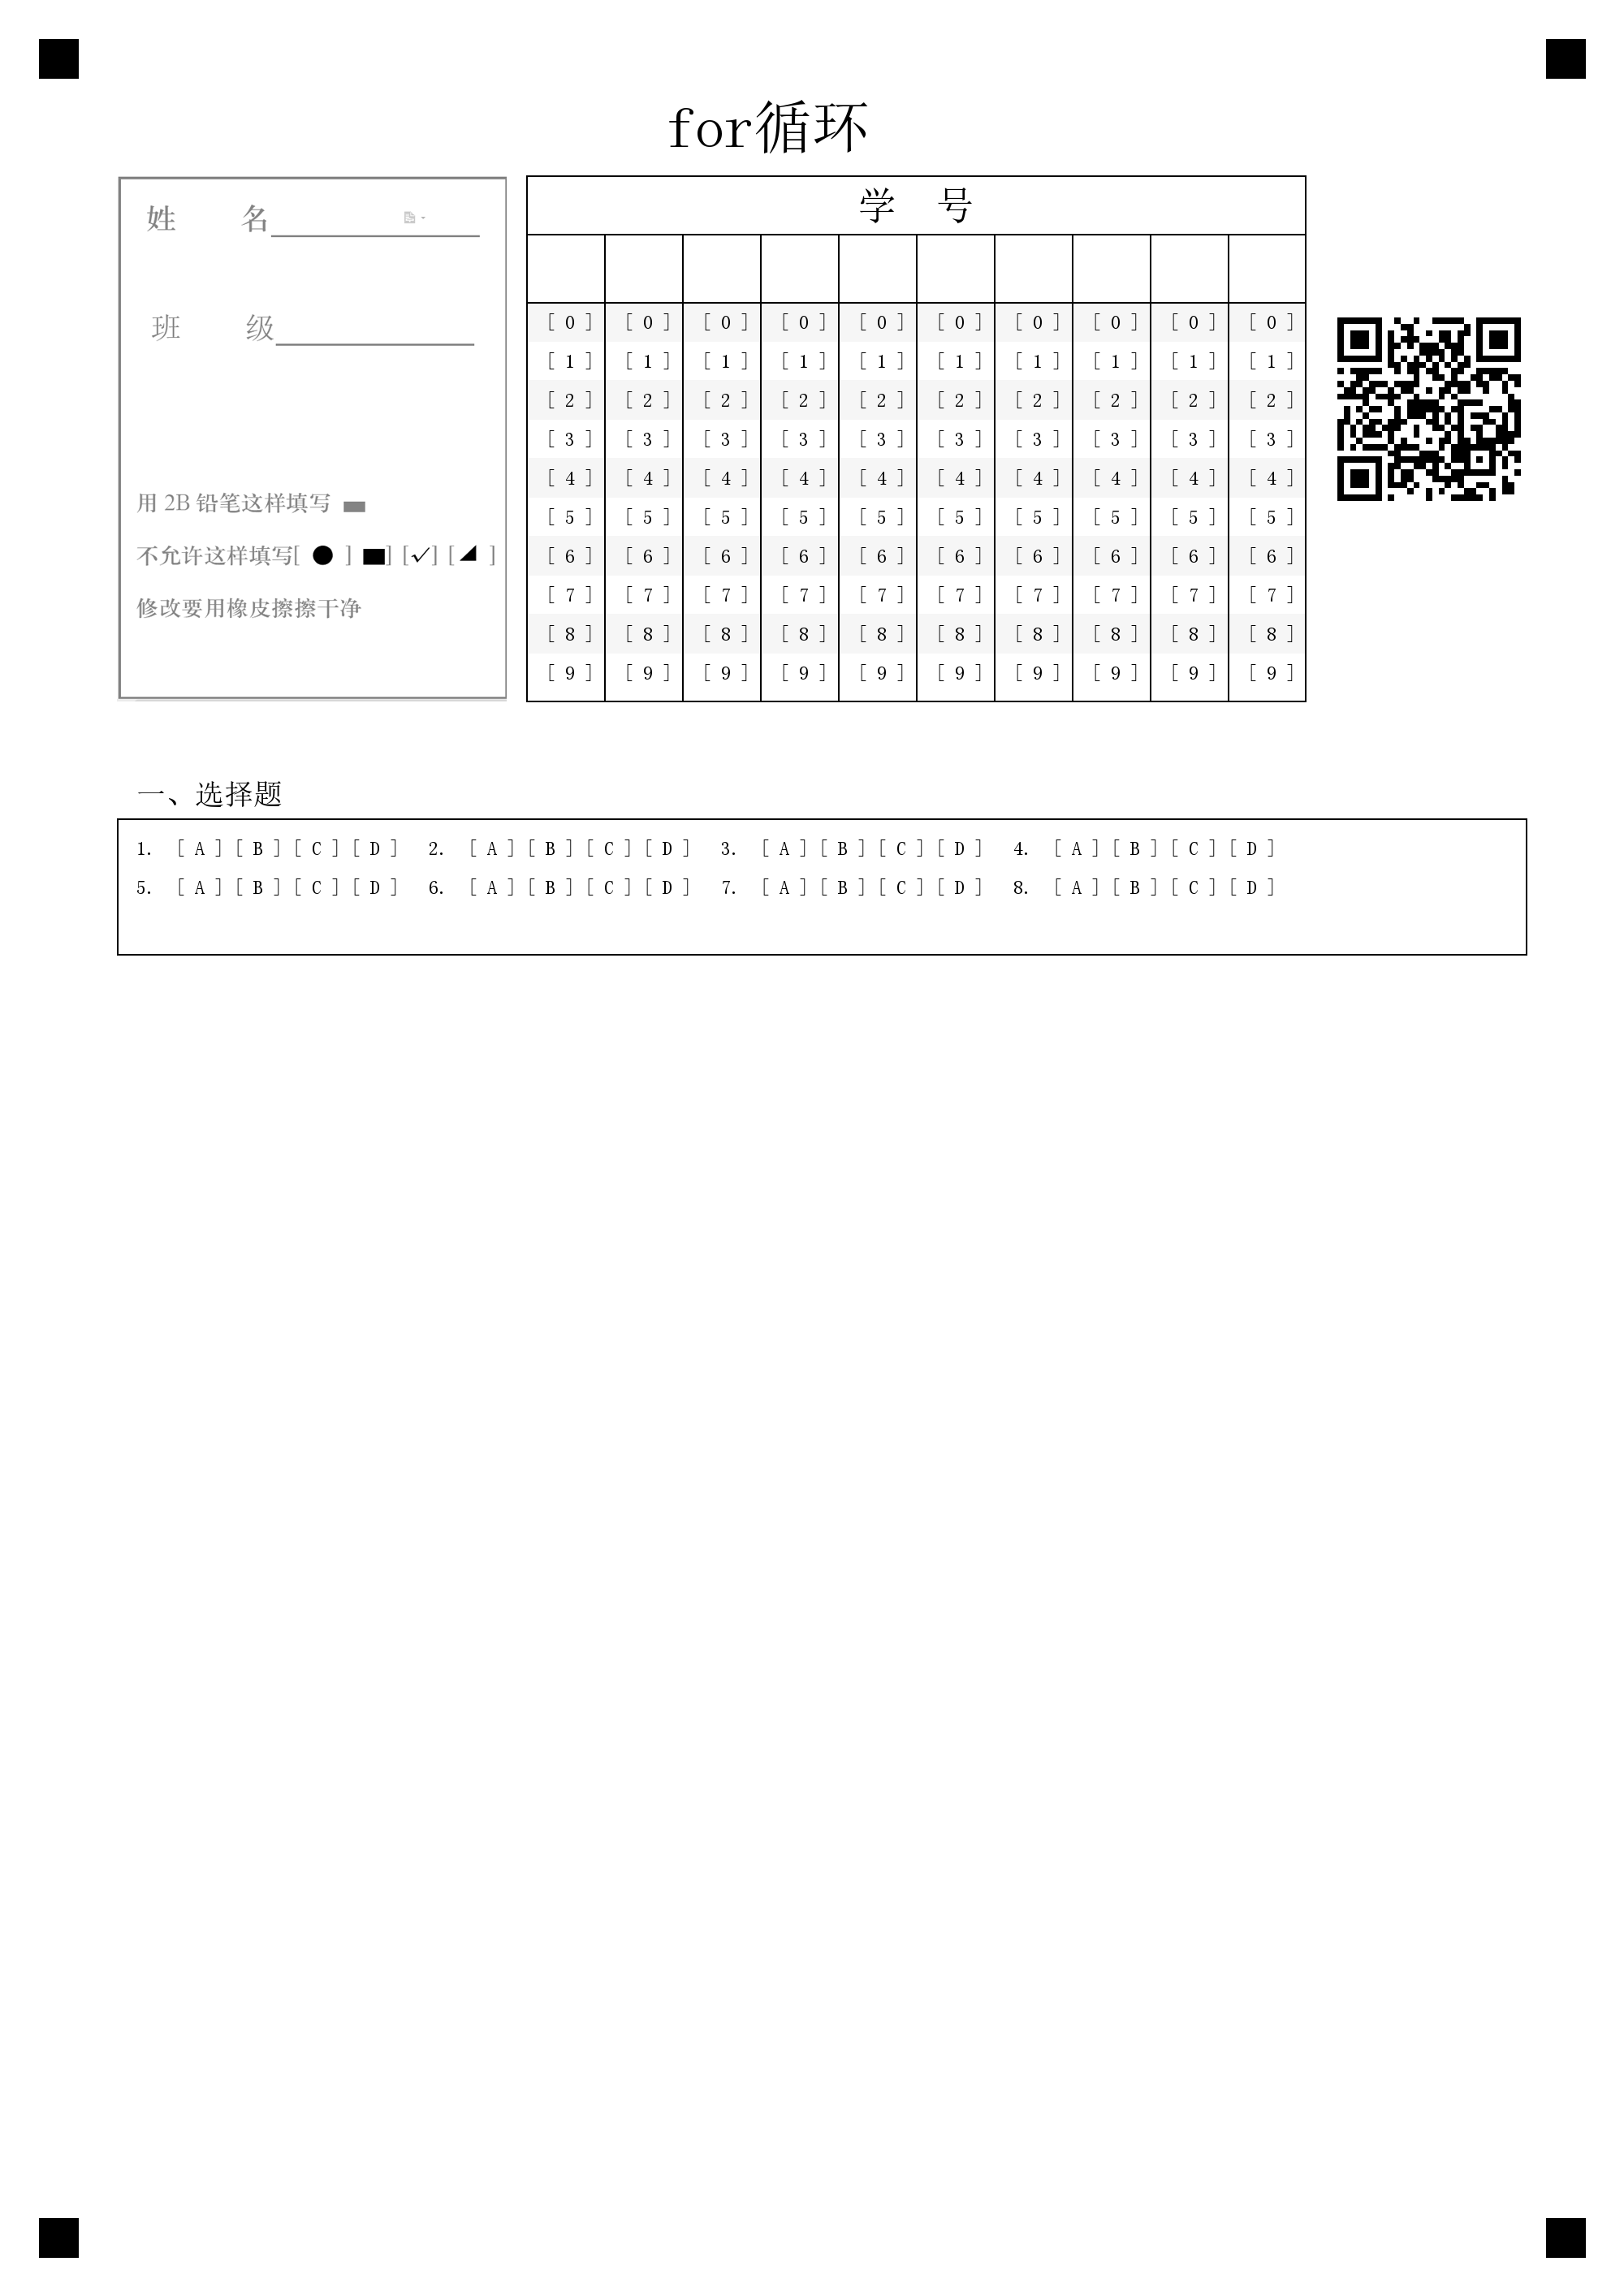 for循环
姓 名
班 级
用 2B 铅笔这样填写
不允许这样填写[ ● ] ■] [✓] [◢ ]
修改要用橡皮擦擦干净
学 号
[ 0 ] [ 0 ] [ 0 ] [ 0 ] [ 0 ] [ 0 ] [ 0 ] [ 0 ] [ 0 ] [ 0 ]
[ 1 ] [ 1 ] [ 1 ] [ 1 ] [ 1 ] [ 1 ] [ 1 ] [ 1 ] [ 1 ] [ 1 ]
[ 2 ] [ 2 ] [ 2 ] [ 2 ] [ 2 ] [ 2 ] [ 2 ] [ 2 ] [ 2 ] [ 2 ]
[ 3 ] [ 3 ] [ 3 ] [ 3 ] [ 3 ] [ 3 ] [ 3 ] [ 3 ] [ 3 ] [ 3 ]
[ 4 ] [ 4 ] [ 4 ] [ 4 ] [ 4 ] [ 4 ] [ 4 ] [ 4 ] [ 4 ] [ 4 ]
[ 5 ] [ 5 ] [ 5 ] [ 5 ] [ 5 ] [ 5 ] [ 5 ] [ 5 ] [ 5 ] [ 5 ]
[ 6 ] [ 6 ] [ 6 ] [ 6 ] [ 6 ] [ 6 ] [ 6 ] [ 6 ] [ 6 ] [ 6 ]
[ 7 ] [ 7 ] [ 7 ] [ 7 ] [ 7 ] [ 7 ] [ 7 ] [ 7 ] [ 7 ] [ 7 ]
[ 8 ] [ 8 ] [ 8 ] [ 8 ] [ 8 ] [ 8 ] [ 8 ] [ 8 ] [ 8 ] [ 8 ]
[ 9 ] [ 9 ] [ 9 ] [ 9 ] [ 9 ] [ 9 ] [ 9 ] [ 9 ] [ 9 ] [ 9 ]
一、选择题
1. [ A ] [ B ] [ C ] [ D ] 2. [ A ] [ B ] [ C ] [ D ] 3. [ A ] [ B ] [ C ] [ D ] 4. [ A ] [ B ] [ C ] [ D ]
5. [ A ] [ B ] [ C ] [ D ] 6. [ A ] [ B ] [ C ] [ D ] 7. [ A ] [ B ] [ C ] [ D ] 8. [ A ] [ B ] [ C ] [ D ]